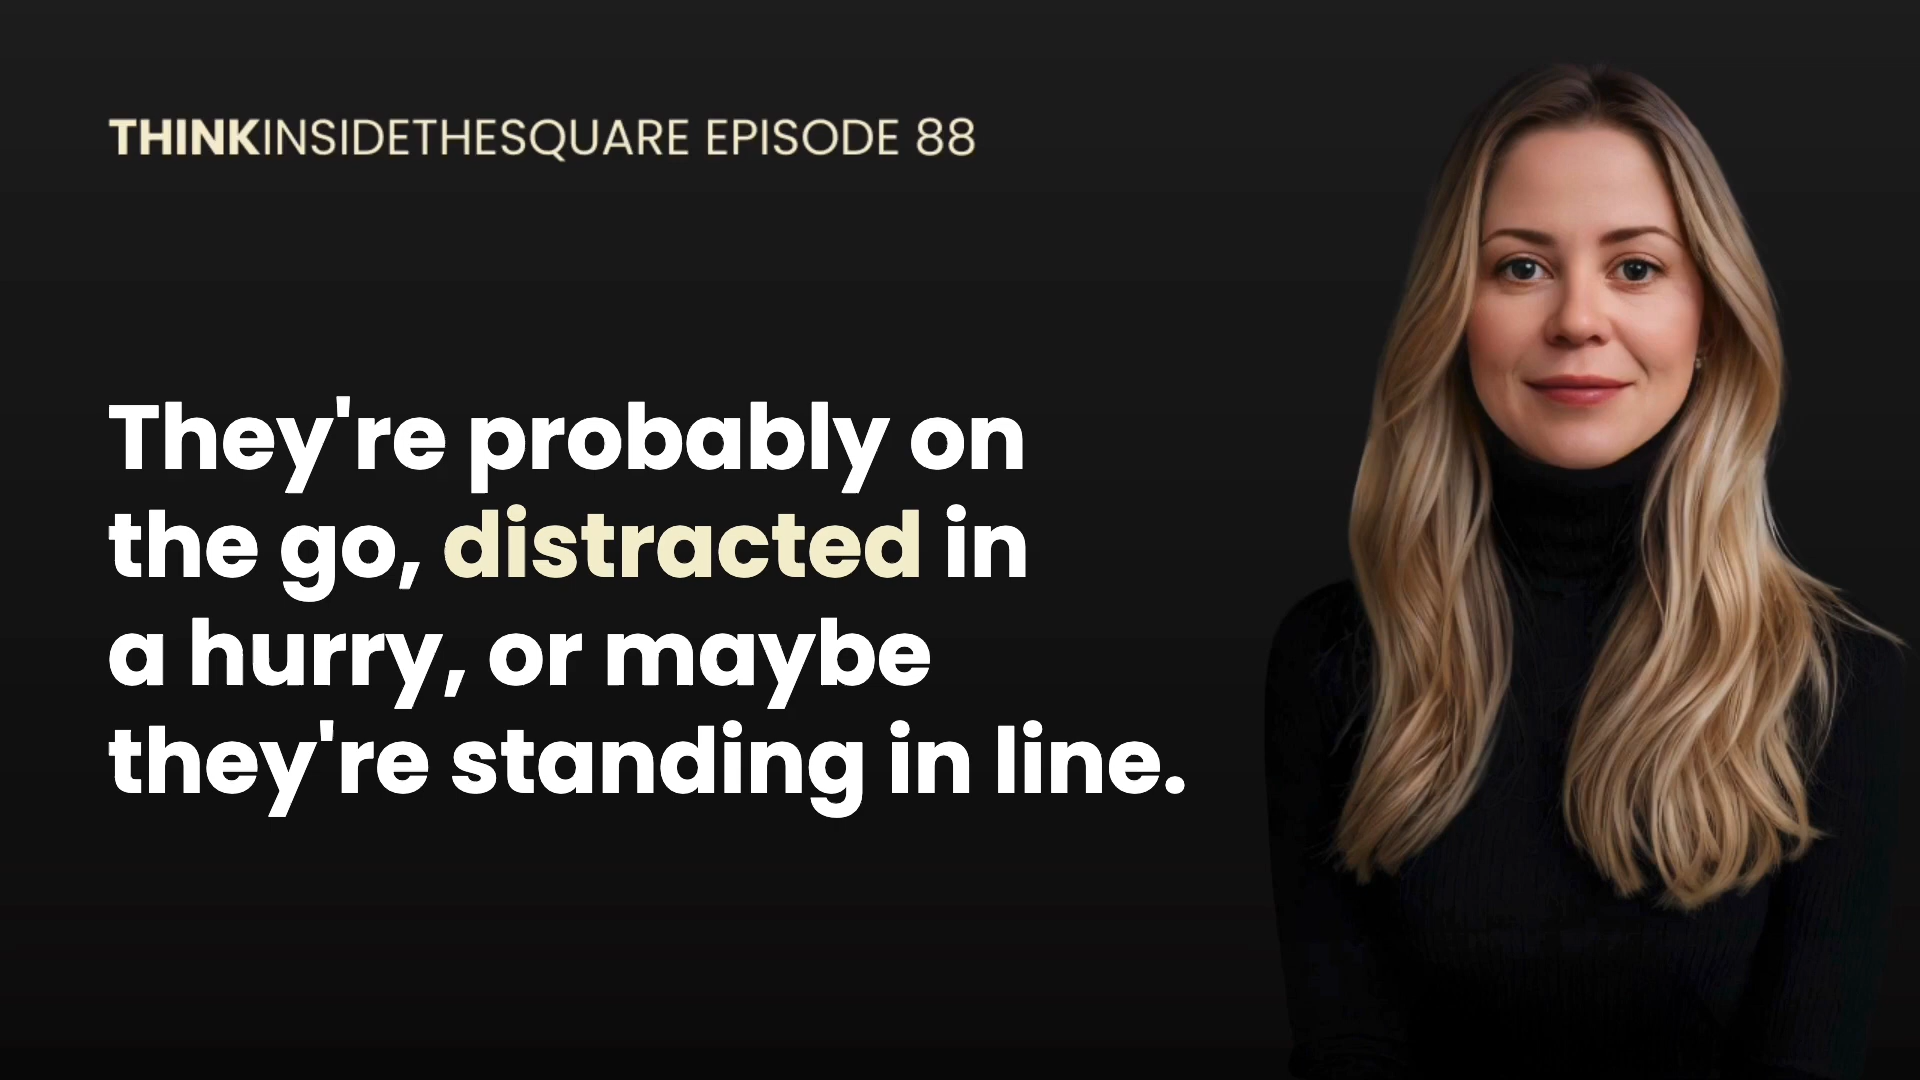 THINKINSIDETHESQUARE EPISODE 88
They're probably on
the go, distracted in
a hurry, or maybe
they're standing in line.